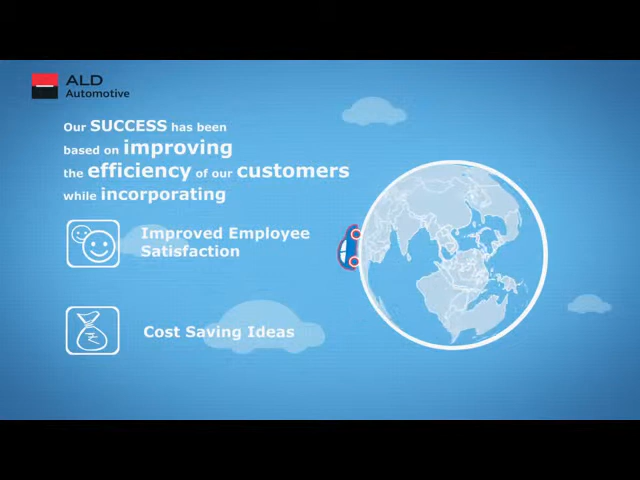 ALD
Automotive
Our SUCCESS has been
based on improving
the efficiency of our customers
while incorporating
Improved Employee
Satisfaction
₹
Cost Saving Ideas